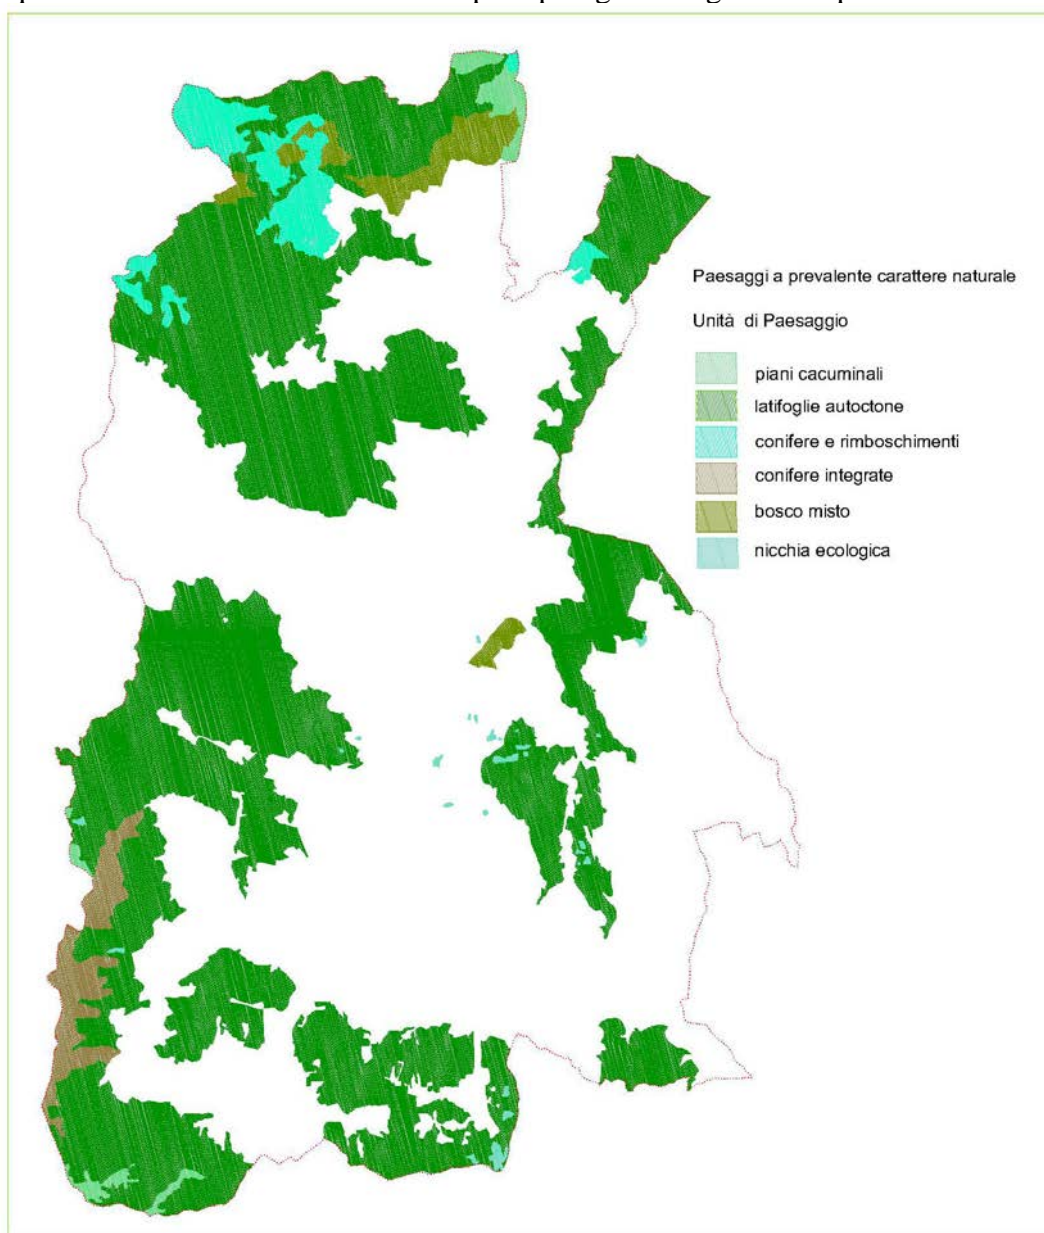 Paesaggi a prevalente carattere naturale
Unità di Paesaggio
piani cacuminali
latifoglie autoctone
conifere e rimboschimenti
conifere integrate
bosco misto
nicchia ecologica